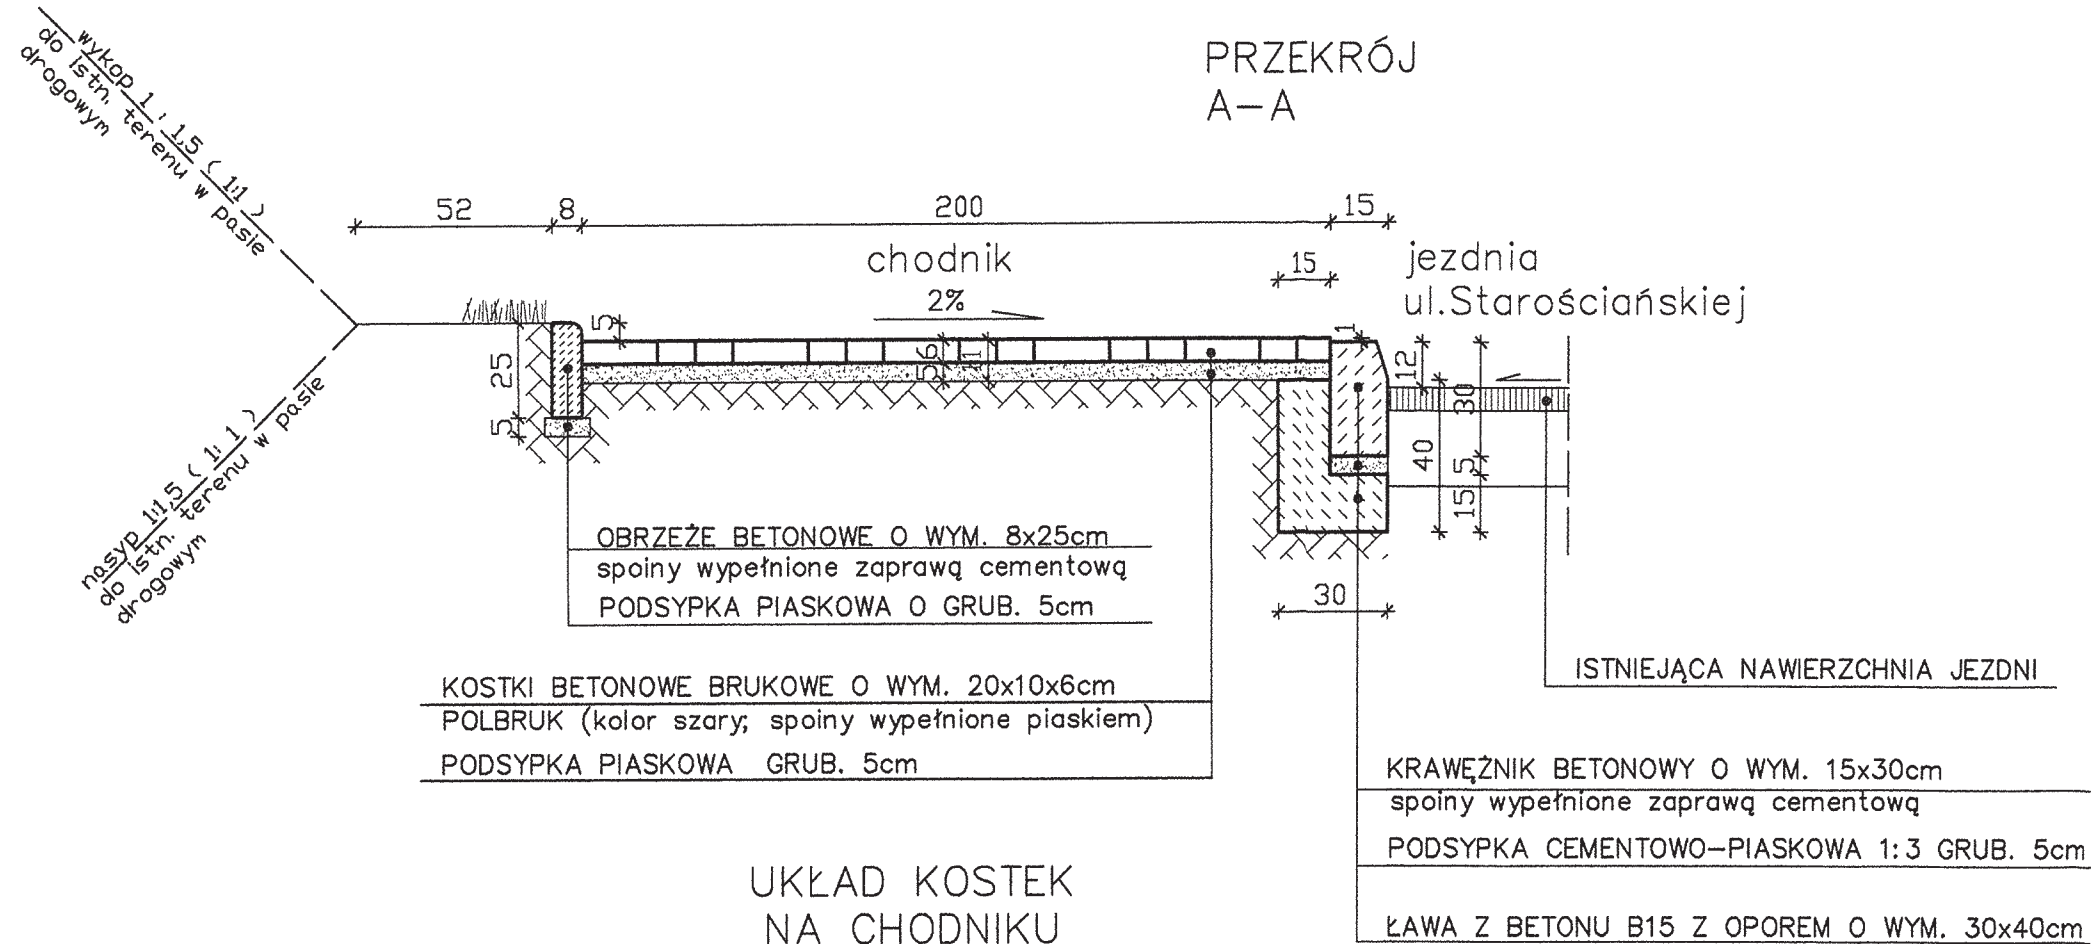 PRZEKRÓJ
A-A
wykop 1 : 1,5 ( 1:1 )
do istn. terenu w pasie
drogowym
52
8
200
15
chodnik
2%
15
jezdnia
ul.Starościańskiej
5
25
5
6
5
11
1
12
30
40
5
15
30
nasyp 1:1,5 ( 1: 1 )
do istn. terenu w pasie
drogowym
OBRZEŻE BETONOWE O WYM. 8x25cm
spoiny wypełnione zaprawą cementową
PODSYPKA PIASKOWA O GRUB. 5cm
KOSTKI BETONOWE BRUKOWE O WYM. 20x10x6cm
POLBRUK (kolor szary; spoiny wypełnione piaskiem)
PODSYPKA PIASKOWA GRUB. 5cm
ISTNIEJĄCA NAWIERZCHNIA JEZDNI
KRAWĘŻNIK BETONOWY O WYM. 15x30cm
spoiny wypełnione zaprawą cementową
PODSYPKA CEMENTOWO-PIASKOWA 1:3 GRUB. 5cm
ŁAWA Z BETONU B15 Z OPOREM O WYM. 30x40cm
UKŁAD KOSTEK
NA CHODNIKU